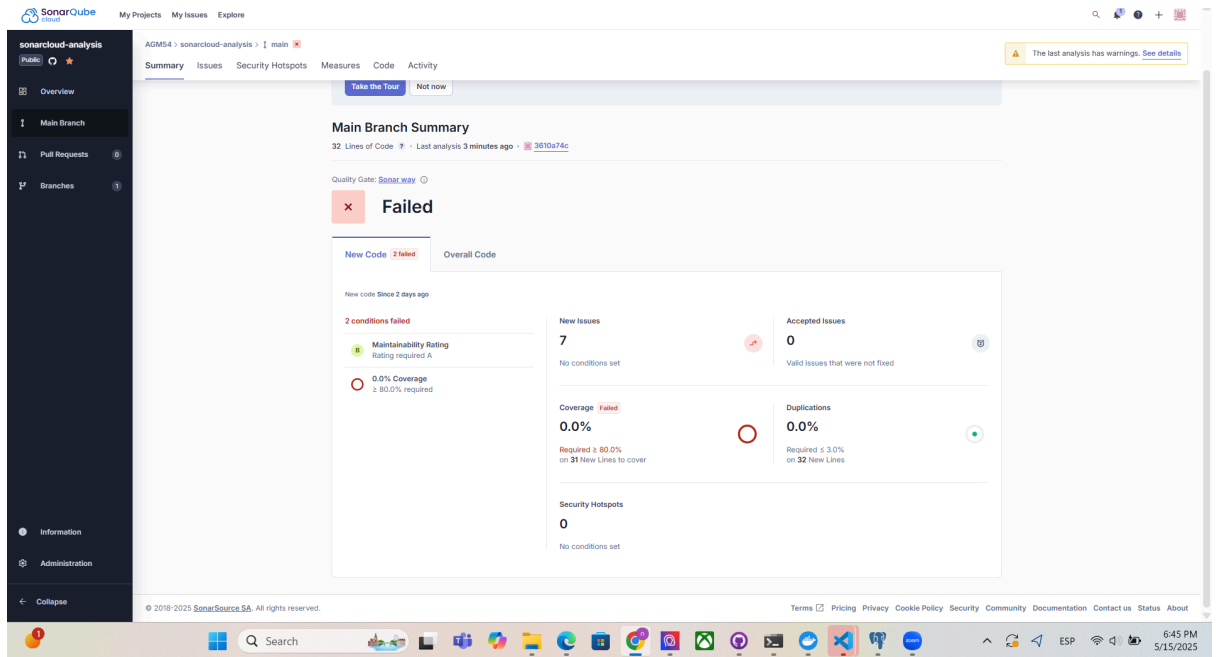 SonarQube
cloud
My Projects My Issues Explore
1
sonarcloud-analysis
Public
Overview
Main Branch
Pull Requests 0
Branches 1
Information
Administration
Collapse
AGM54 > sonarcloud-analysis > main
Summary Issues Security Hotspots Measures Code Activity
The last analysis has warnings. See details
Take the Tour Not now
Main Branch Summary
32 Lines of Code ? • Last analysis 3 minutes ago • 3610a74c
Quality Gate: Sonar way
Failed
New Code 2 failed Overall Code
New code Since 2 days ago
2 conditions failed
B Maintainability Rating
Rating required A
0.0% Coverage
≥ 80.0% required
New Issues
7
No conditions set
Accepted Issues
0
Valid issues that were not fixed
Coverage Failed
0.0%
Required ≥ 80.0%
on 31 New Lines to cover
Duplications
0.0%
Required ≤ 3.0%
on 32 New Lines
Security Hotspots
0
No conditions set
© 2018-2025 SonarSource SA. All rights reserved.
Terms Pricing Privacy Cookie Policy Security Community Documentation Contact us Status About
1
Search
zoom
ESP
6:45 PM
5/15/2025